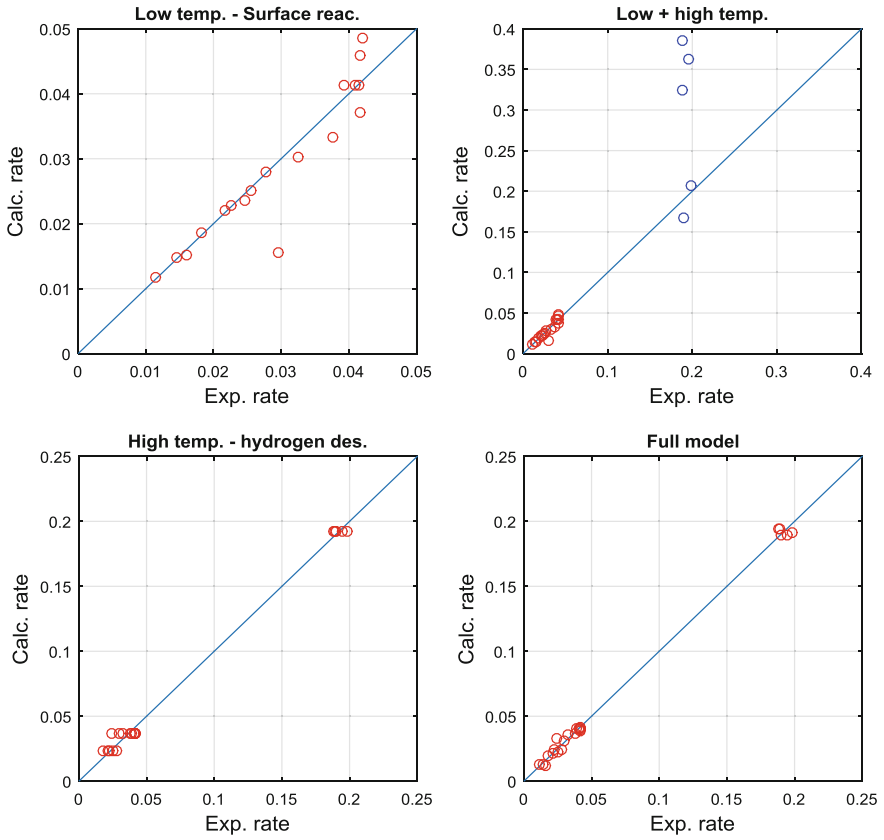 Low temp. - Surface reac.
0.05
0.04
0.03
0.02
0.01
0
Calc. rate
0 0.01 0.02 0.03 0.04 0.05
Exp. rate
Low + high temp.
0.4
0.35
0.3
0.25
0.2
0.15
0.1
0.05
0
Calc. rate
0 0.1 0.2 0.3 0.4
Exp. rate
High temp. - hydrogen des.
0.25
0.2
0.15
0.1
0.05
0
Calc. rate
0 0.05 0.1 0.15 0.2 0.25
Exp. rate
Full model
0.25
0.2
0.15
0.1
0.05
0
Calc. rate
0 0.05 0.1 0.15 0.2 0.25
Exp. rate